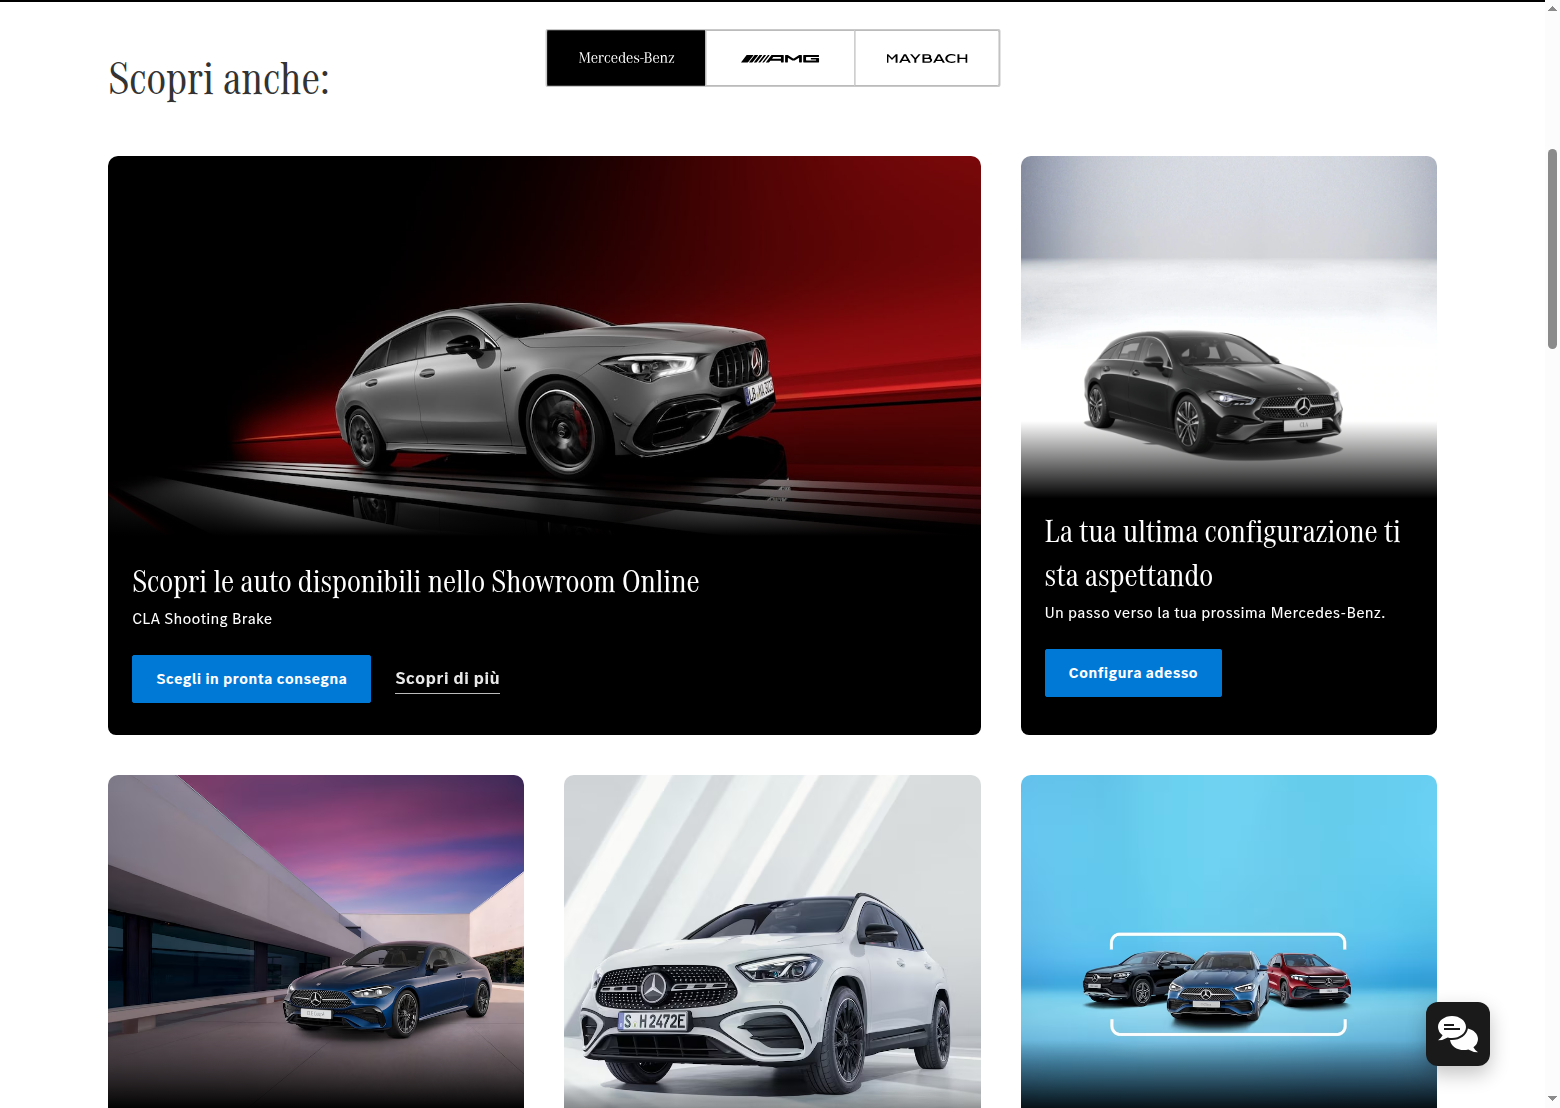 Scopri anche:
Mercedes-Benz
AMG
MAYBACH
Scopri le auto disponibili nello Showroom Online
CLA Shooting Brake
Scegli in pronta consegna
Scopri di più
CLA
La tua ultima configurazione ti
sta aspettando
Un passo verso la tua prossima Mercedes-Benz.
Configura adesso
S H 2472E